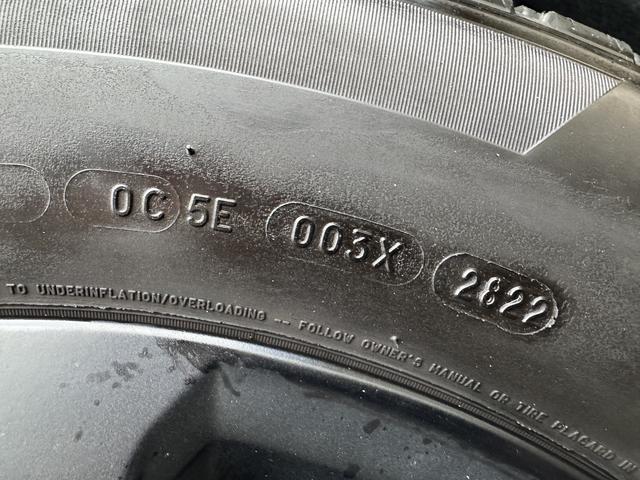 0C 5E 003X 2822
TO UNDERINFLATION/OVERLOADING -- FOLLOW OWNER'S MANUAL OR TIRE PLACARD IN